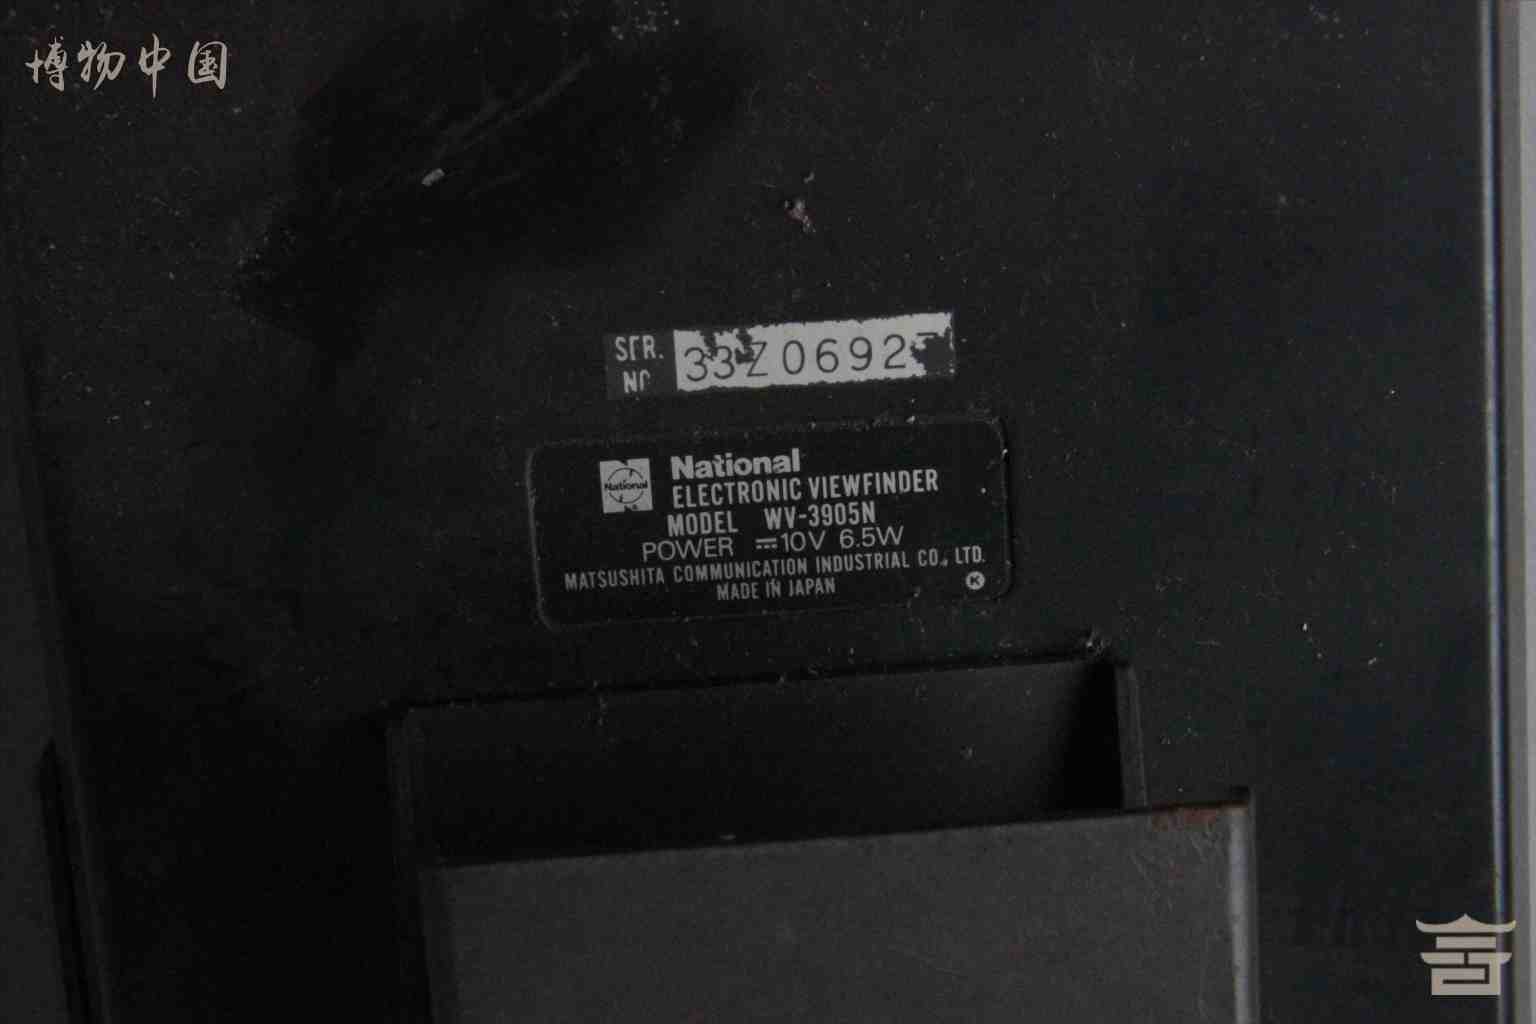 博物中国
SER. NO
33Z0692
National
National
ELECTRONIC VIEWFINDER
MODEL WV-3905N
POWER ⎓10V 6.5W
MATSUSHITA COMMUNICATION INDUSTRIAL CO., LTD.
MADE IN JAPAN
K